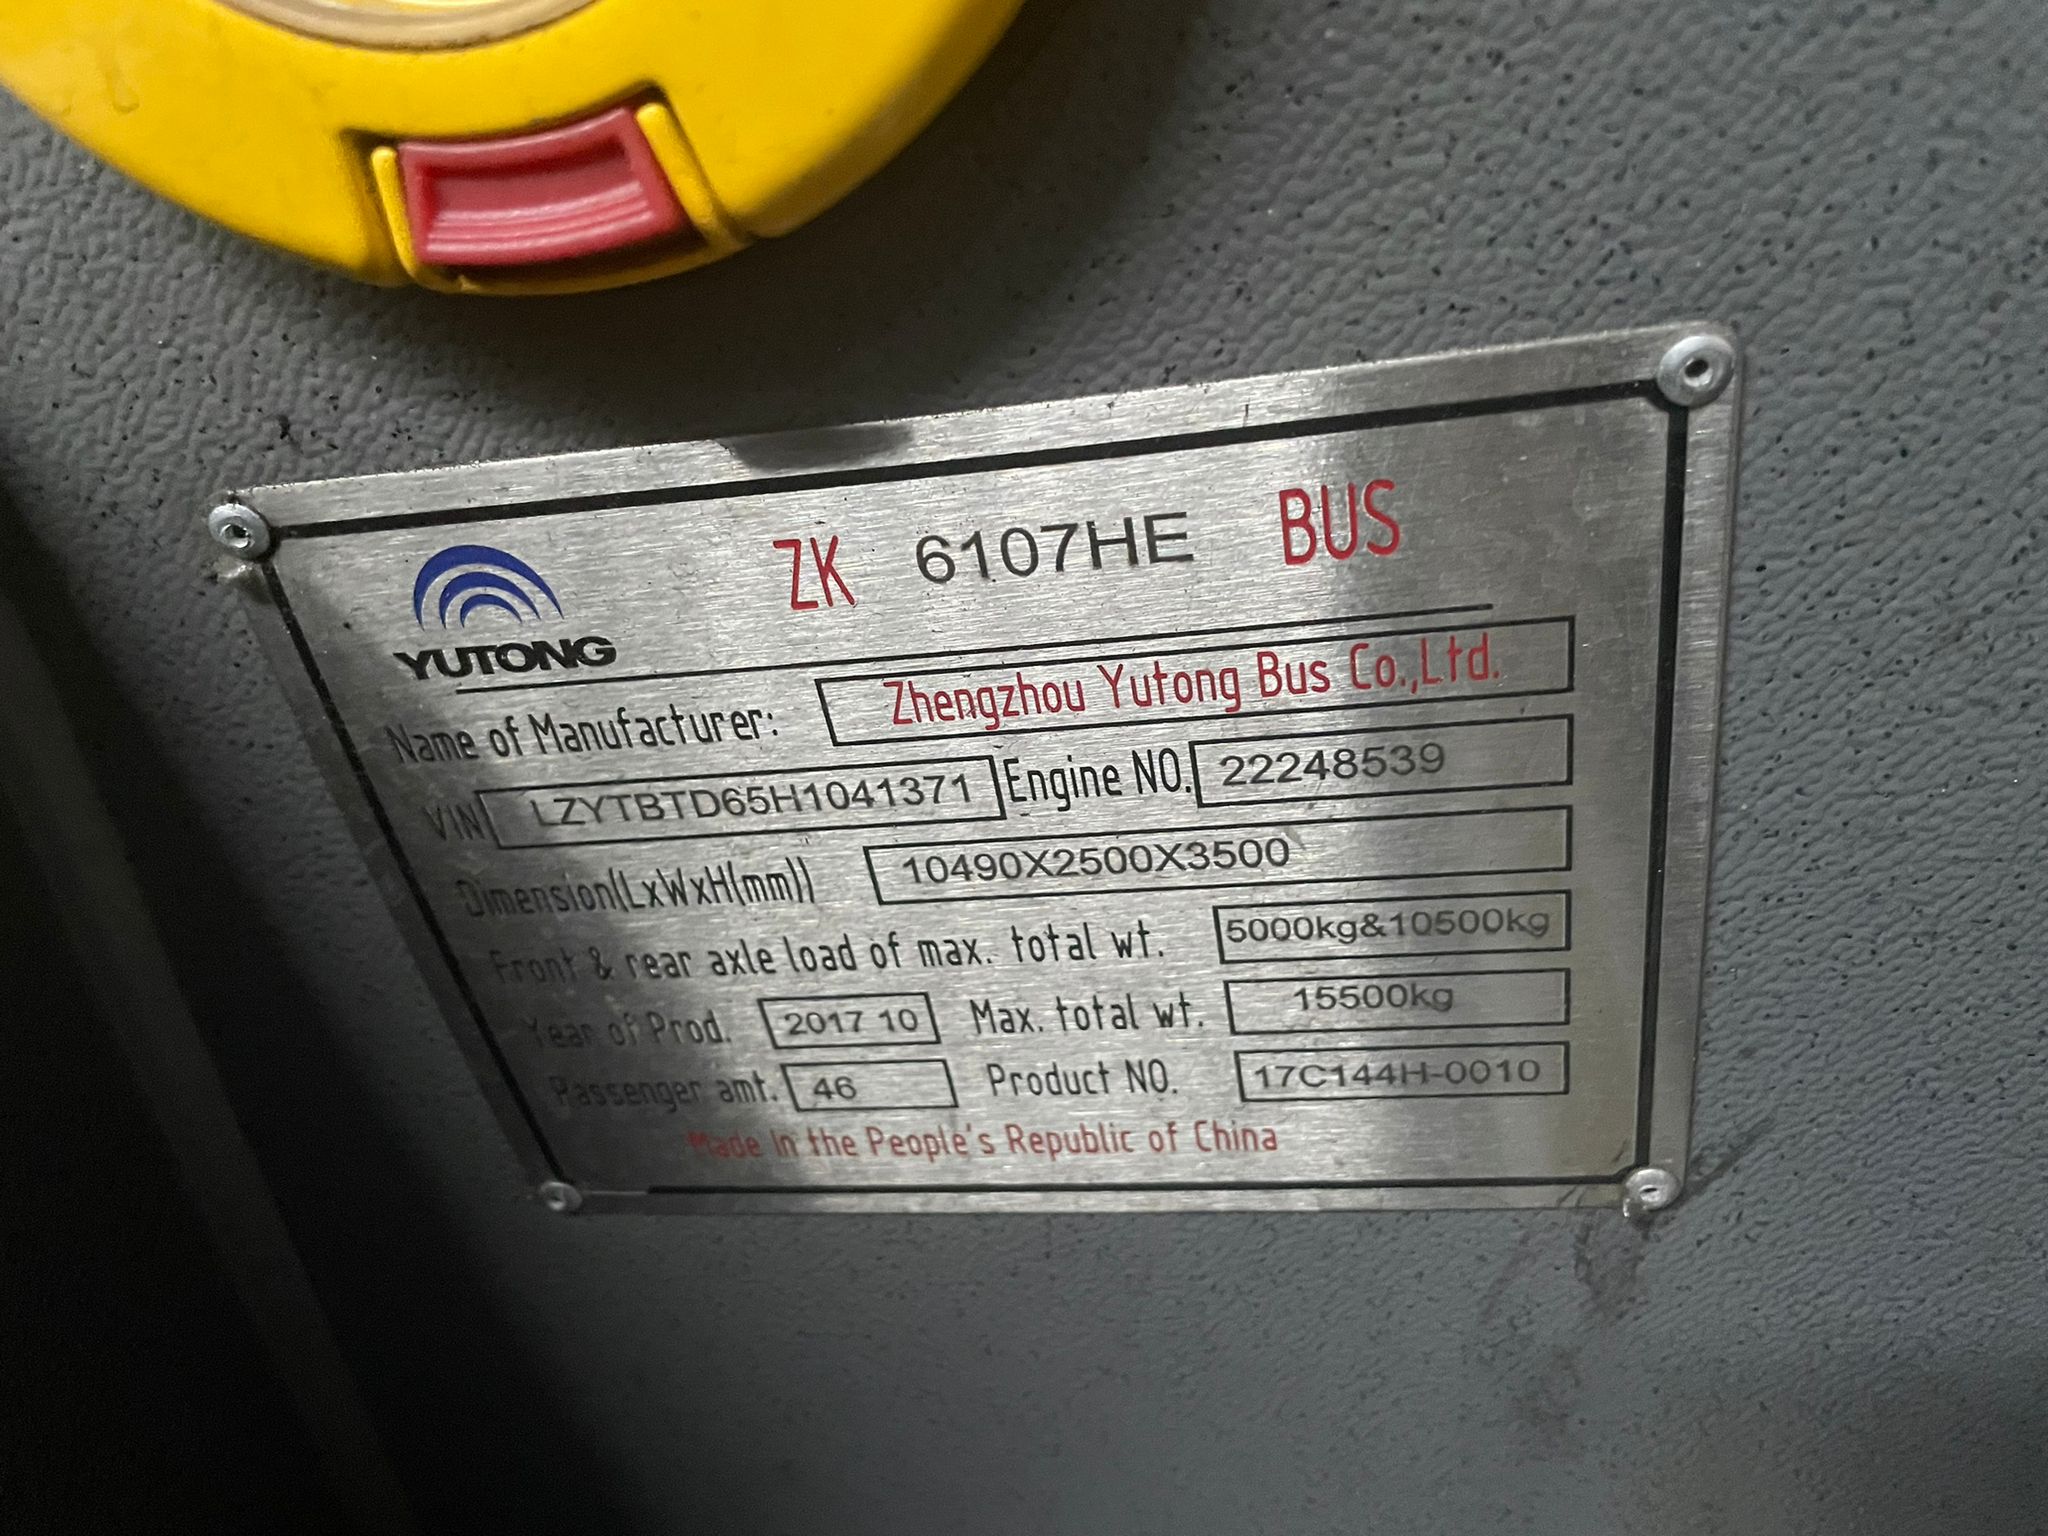 YUTONG
ZK 6107HE BUS
Name of Manufacturer: Zhengzhou Yutong Bus Co.,Ltd.
VIN LZYTBTD65H1041371 Engine NO. 22248539
Dimension(LxWxH(mm)) 10490X2500X3500
Front & rear axle load of max. total wt. 5000kg&10500kg
Year of Prod. 2017 10 Max. total wt. 15500kg
Passenger amt. 46 Product NO. 17C144H-0010
Made In the People's Republic of China